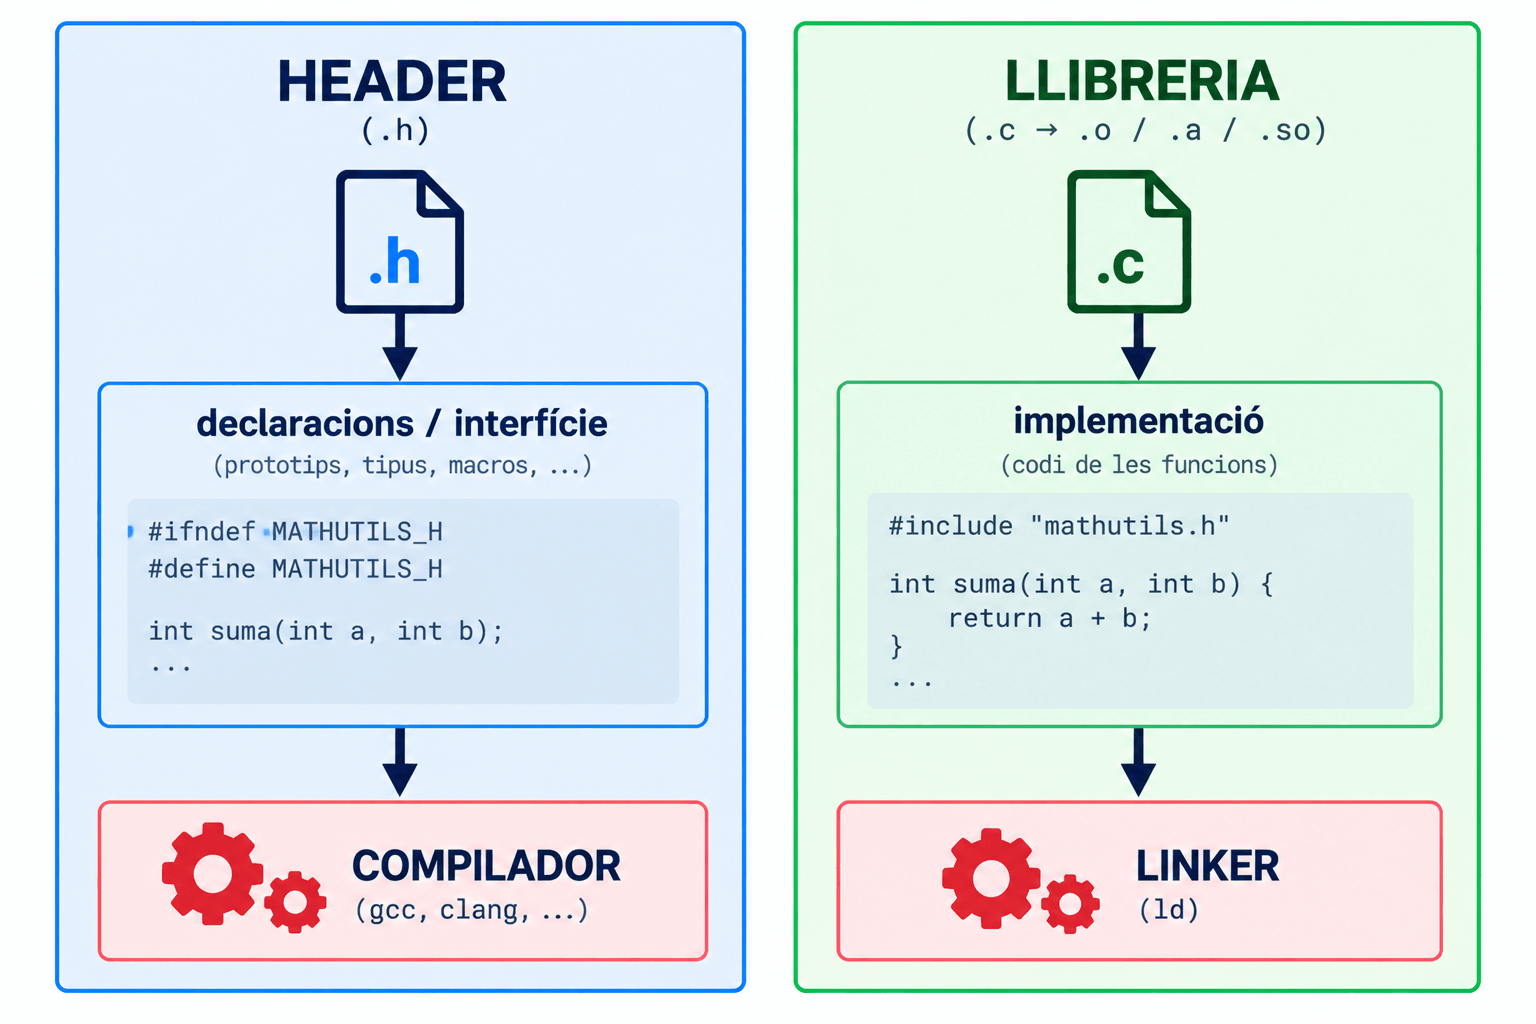 HEADER
(.h)
.h
declaracions / interfície
(prototips, tipus, macros, ...)
#ifndef MATHUTILS_H
#define MATHUTILS_H
int suma(int a, int b);
...
COMPILADOR
(gcc, clang, ...)
LLIBRERIA
(.c → .o / .a / .so)
.c
implementació
(codi de les funcions)
#include "mathutils.h"
int suma(int a, int b) {
    return a + b;
}
...
LINKER
(ld)